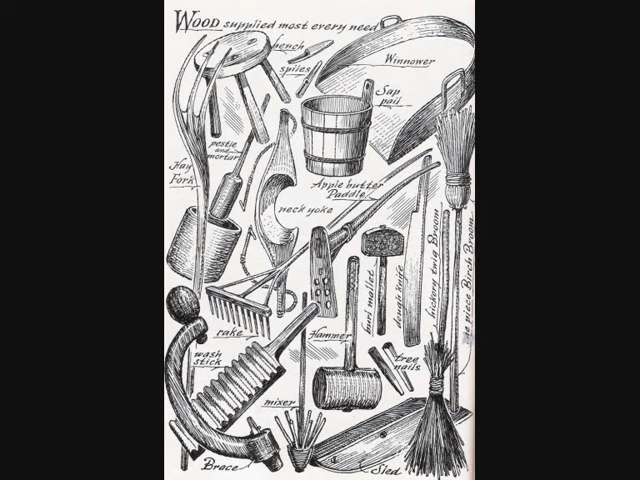 WOOD supplied most every need
bench
spiles
Winnower
Sap
pail
pestle
and
mortar
Hay
Fork
Apple butter
Paddle
neck yoke
burl mallet
dough knife
hickory twig Broom
piece Birch Broom
rake
Hammer
tree
nails
wash
stick
mixer
Brace
Sled